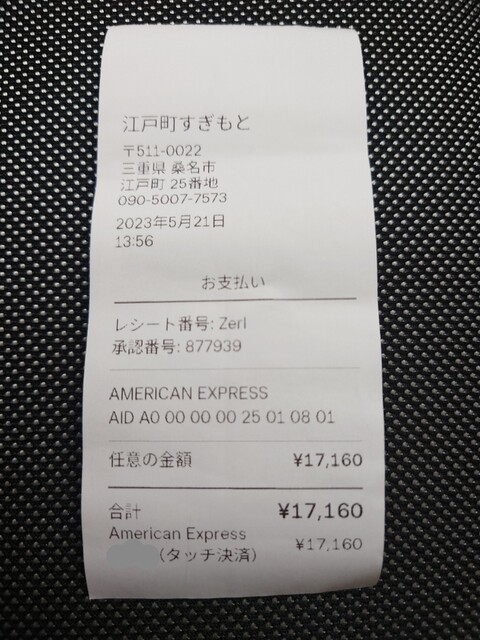 江戸町すぎもと
〒511-0022
三重県 桑名市
江戸町 25番地
090-5007-7573
2023年5月21日
13:56
お支払い
レシート番号: Zerl
承認番号: 877939
AMERICAN EXPRESS
AID A0 00 00 00 25 01 08 01
任意の金額 ¥17,160
合計 ¥17,160
American Express ¥17,160
(タッチ決済)